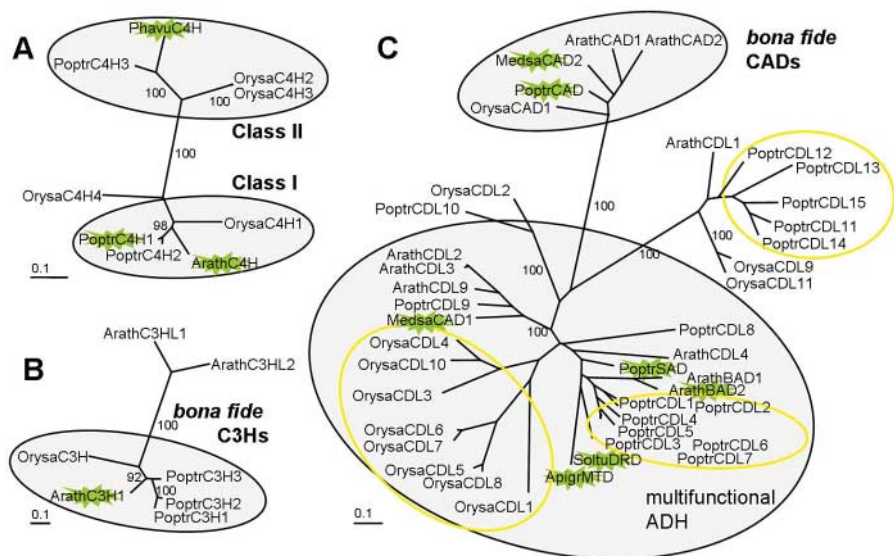 A
PhavuC4H
PoptrC4H3
OrysaC4H2
OrysaC4H3
100
100
Class II
100
Class I
OrysaC4H4
98
OrysaC4H1
PoptrC4H1
PoptrC4H2
ArathC4H
0.1
B
ArathC3HL1
ArathC3HL2
bona fide
C3Hs
100
OrysaC3H
92
PoptrC3H3
ArathC3H1
100
PoptrC3H2
PoptrC3H1
0.1
C
ArathCAD1
ArathCAD2
bona fide
CADs
MedsaCAD2
PoptrCAD
OrysaCAD1
ArathCDL1
PoptrCDL12
PoptrCDL13
PoptrCDL15
PoptrCDL11
PoptrCDL14
100
OrysaCDL9
OrysaCDL11
OrysaCDL2
PoptrCDL10
100
100
100
ArathCDL2
ArathCDL3
ArathCDL9
PoptrCDL9
MedsaCAD1
100
OrysaCDL4
OrysaCDL10
OrysaCDL3
OrysaCDL6
OrysaCDL7
OrysaCDL5
OrysaCDL8
OrysaCDL1
PoptrCDL8
ArathCDL4
PoptrSAD
ArathBAD1
ArathBAD2
PoptrCDL1
PoptrCDL2
PoptrCDL4
PoptrCDL5
PoptrCDL3
PoptrCDL6
PoptrCDL7
SoltuDRD
ApigrMTD
multifunctional
ADH
0.1